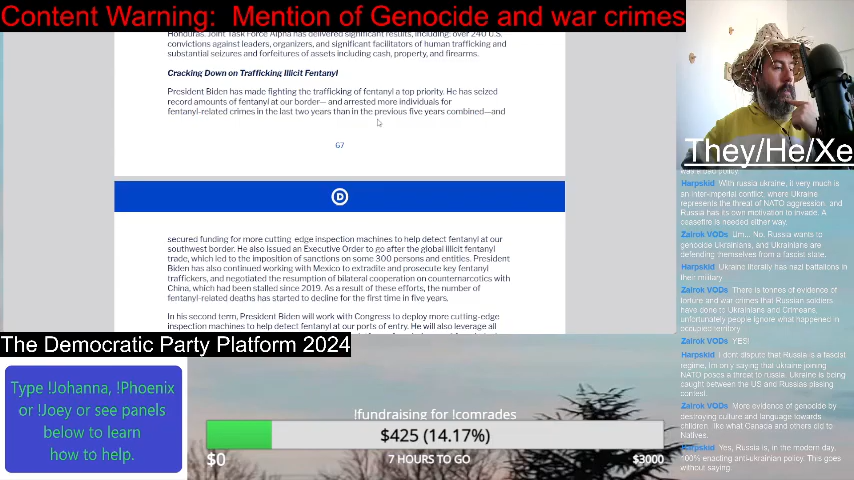 Content Warning:  Mention of Genocide and war crimes
Honduras. Joint Task Force Alpha has delivered significant results, including: over 240 U.S.
convictions against leaders, organizers, and significant facilitators of human trafficking and
substantial seizures and forfeitures of assets including cash, property, and firearms.
Cracking Down on Trafficking Illicit Fentanyl
President Biden has made fighting the trafficking of fentanyl a top priority. He has seized
record amounts of fentanyl at our border— and arrested more individuals for
fentanyl-related crimes in the last two years than in the previous five years combined—and
67
D
secured funding for more cutting-edge inspection machines to help detect fentanyl at our
southwest border. He also issued an Executive Order to go after the global illicit fentanyl
trade, which led to the imposition of sanctions on some 300 persons and entities. President
Biden has also continued working with Mexico to extradite and prosecute key fentanyl
traffickers, and negotiated the resumption of bilateral cooperation on counternarcotics with
China, which had been stalled since 2019. As a result of these efforts, the number of
fentanyl-related deaths has started to decline for the first time in five years.
In his second term, President Biden will work with Congress to deploy more cutting-edge
inspection machines to help detect fentanyl at our ports of entry. He will also leverage all
The Democratic Party Platform 2024
They/He/Xe
Harpskid With russia ukraine, it very much is
an inter-imperial conflict, where Ukraine
represents the threat of NATO aggression, and
Russia has its own motivation to invade. A
ceasefire is needed either way.
Zairok VODs Um... No. Russia wants to
genocide Ukrainians, and Ukrainians are
defending themselves from a fascist state.
Harpskid Ukraine literally has nazi battalions in
their military
Zairok VODs There is tonnes of evidence of
torture and war crimes that Russian soldiers
have done to Ukrainians and Crimeans,
unfortunately people ignore what happened in
occupied territory
Zairok VODs YES!
Harpskid I dont dispute that Russia is a fascist
regime, Im only saying that ukraine joining
NATO poses a threat to russia. Ukraine is being
caught between the US and Russias pissing
contest.
Zairok VODs More evidence of genocide by
destroying culture and language towards
children. like what Canada and others did to
Natives.
Harpskid Yes, Russia is, in the modern day,
100% enacting anti-ukrainian policy. This goes
without saying.
Type !Johanna, !Phoenix
or !Joey or see panels
below to learn
how to help.
!fundraising for !comrades
$425 (14.17%)
$0
7 HOURS TO GO
$3000